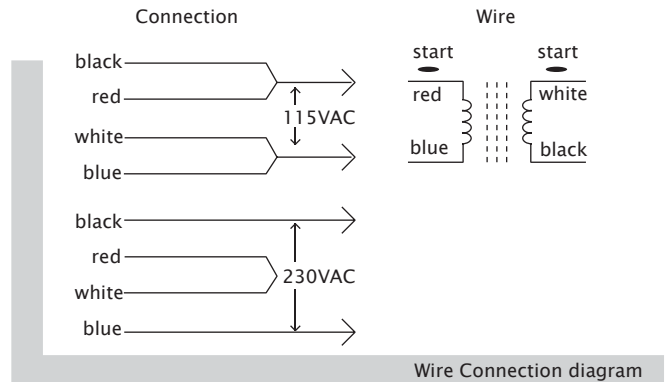 Connection
black
red
115VAC
white
blue
black
red
230VAC
white
blue
Wire
start start
red white
blue black
Wire Connection diagram